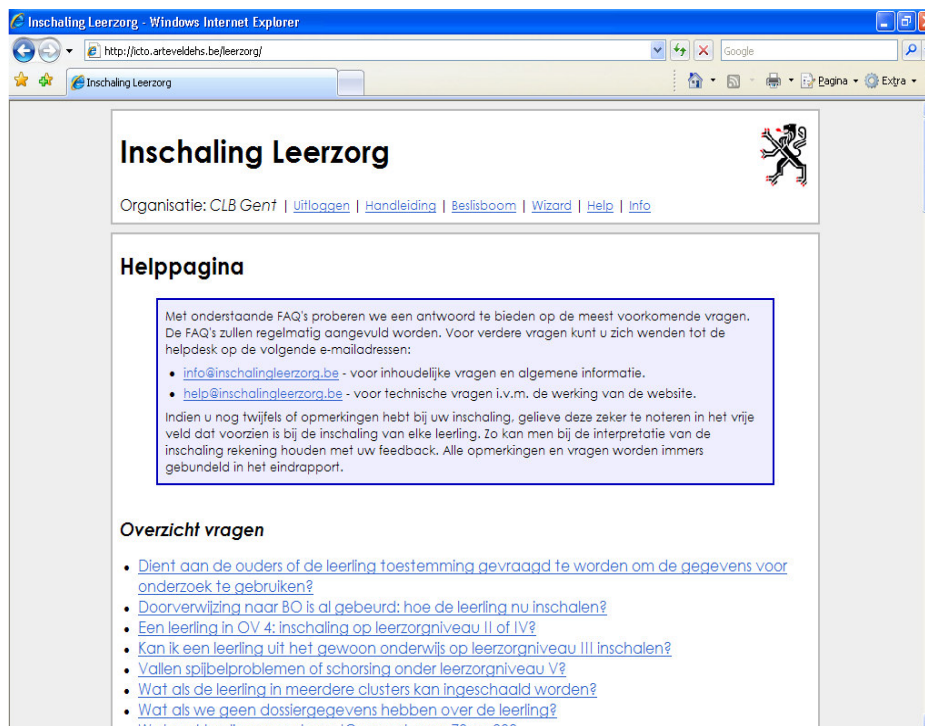 Inschaling Leerzorg - Windows Internet Explorer
http://icto.arteveldehs.be/leerzorg/
Google
Inschaling Leerzorg
Pagina
Extra
Inschaling Leerzorg
Organisatie: CLB Gent | Uitloggen | Handleiding | Beslisboom | Wizard | Help | Info
Helppagina
Met onderstaande FAQ's proberen we een antwoord te bieden op de meest voorkomende vragen.
De FAQ's zullen regelmatig aangevuld worden. Voor verdere vragen kunt u zich wenden tot de
helpdesk op de volgende e-mailadressen:
• info@inschalingleerzorg.be - voor inhoudelijke vragen en algemene informatie.
• help@inschalingleerzorg.be - voor technische vragen i.v.m. de werking van de website.
Indien u nog twijfels of opmerkingen hebt bij uw inschaling, gelieve deze zeker te noteren in het vrije
veld dat voorzien is bij de inschaling van elke leerling. Zo kan men bij de interpretatie van de
inschaling rekening houden met uw feedback. Alle opmerkingen en vragen worden immers
gebundeld in het eindrapport.
Overzicht vragen
• Dient aan de ouders of de leerling toestemming gevraagd te worden om de gegevens voor
onderzoek te gebruiken?
• Doorverwijzing naar BO is al gebeurd: hoe de leerling nu inschalen?
• Een leerling in OV 4: inschaling op leerzorgniveau II of IV?
• Kan ik een leerling uit het gewoon onderwijs op leerzorgniveau III inschalen?
• Vallen spijbelproblemen of schorsing onder leerzorgniveau V?
• Wat als de leerling in meerdere clusters kan ingeschaald worden?
• Wat als we geen dossiergegevens hebben over de leerling?